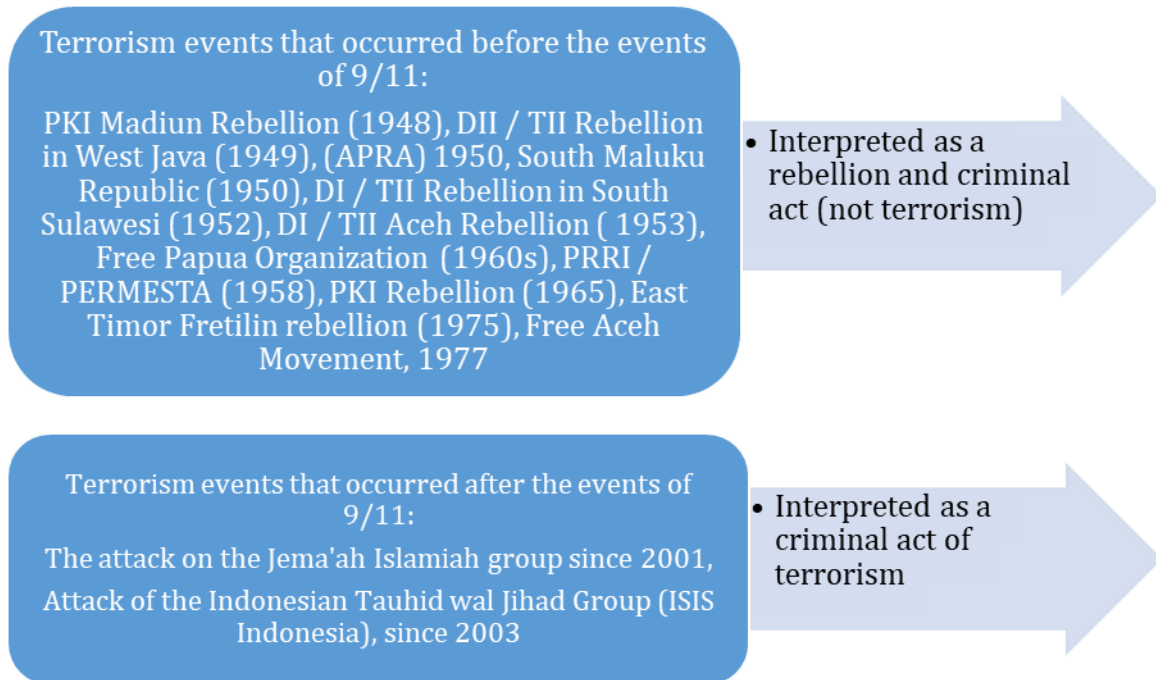 Terrorism events that occurred before the events
of 9/11:
PKI Madiun Rebellion (1948), DII / TII Rebellion
in West Java (1949), (APRA) 1950, South Maluku
Republic (1950), DI / TII Rebellion in South
Sulawesi (1952), DI / TII Aceh Rebellion ( 1953),
Free Papua Organization (1960s), PRRI /
PERMESTA (1958), PKI Rebellion (1965), East
Timor Fretilin rebellion (1975), Free Aceh
Movement, 1977
• Interpreted as a
rebellion and criminal
act (not terrorism)
Terrorism events that occurred after the events of
9/11:
The attack on the Jema'ah Islamiah group since 2001,
Attack of the Indonesian Tauhid wal Jihad Group (ISIS
Indonesia), since 2003
• Interpreted as a
criminal act of
terrorism